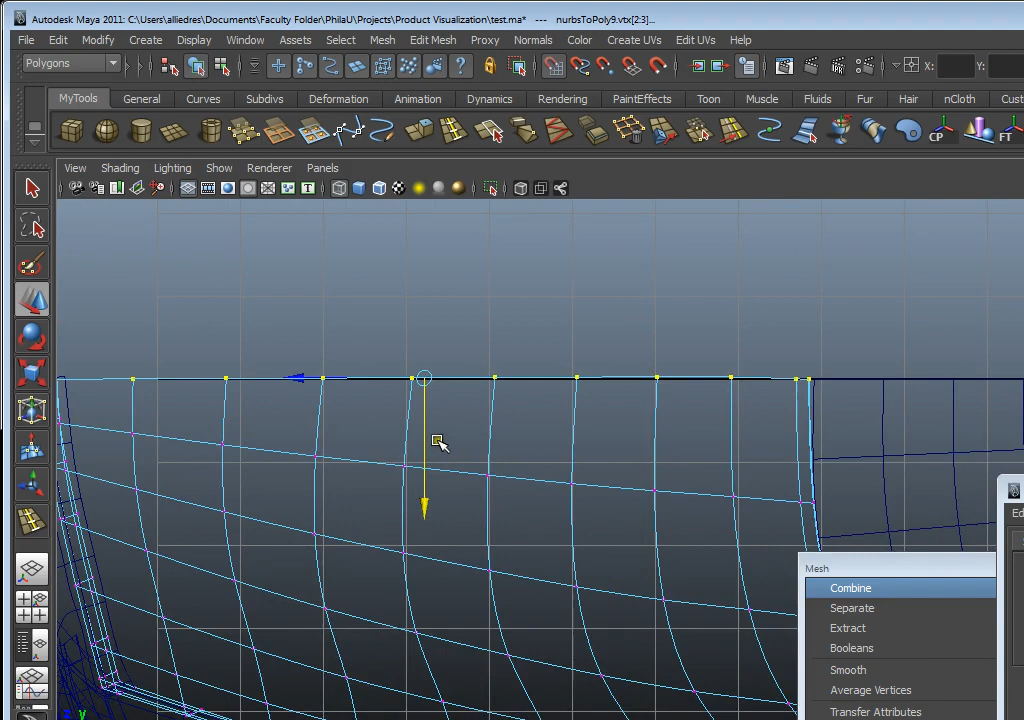 Autodesk Maya 2011: C:\Users\alliedres\Documents\Faculty Folder\PhilaU\Projects\Product Visualization\test.ma* --- nurbsToPoly9.vtx[2:3]...
File Edit Modify Create Display Window Assets Select Mesh Edit Mesh Proxy Normals Color Create UVs Edit UVs Help
Polygons X: Y:
MyTools General Curves Subdivs Deformation Animation Dynamics Rendering PaintEffects Toon Muscle Fluids Fur Hair nCloth Cust
CP FT
View Shading Lighting Show Renderer Panels
T
Ed
Mesh
Combine
Separate
Extract
Booleans
Smooth
Average Vertices
Transfer Attributes
z y